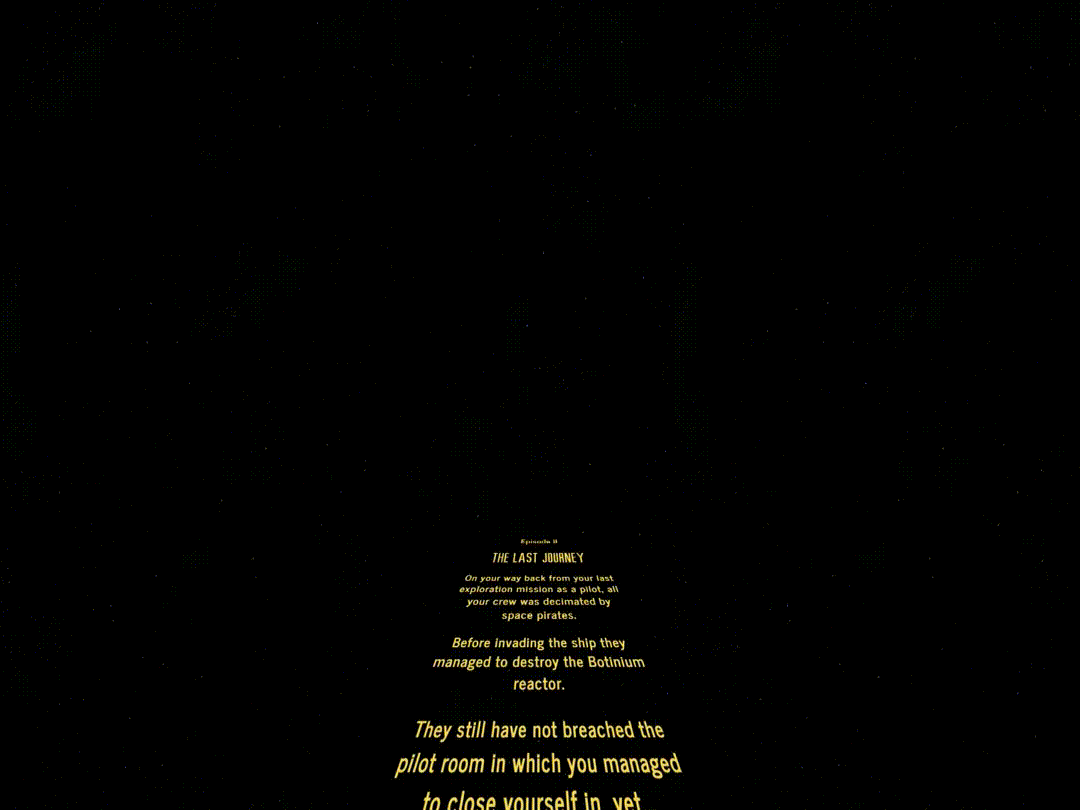 Episode II
THE LAST JOURNEY
On your way back from your last
exploration mission as a pilot, all
your crew was decimated by
space pirates.
Before invading the ship they
managed to destroy the Botinium
reactor.
They still have not breached the
pilot room in which you managed
to close yourself in, yet